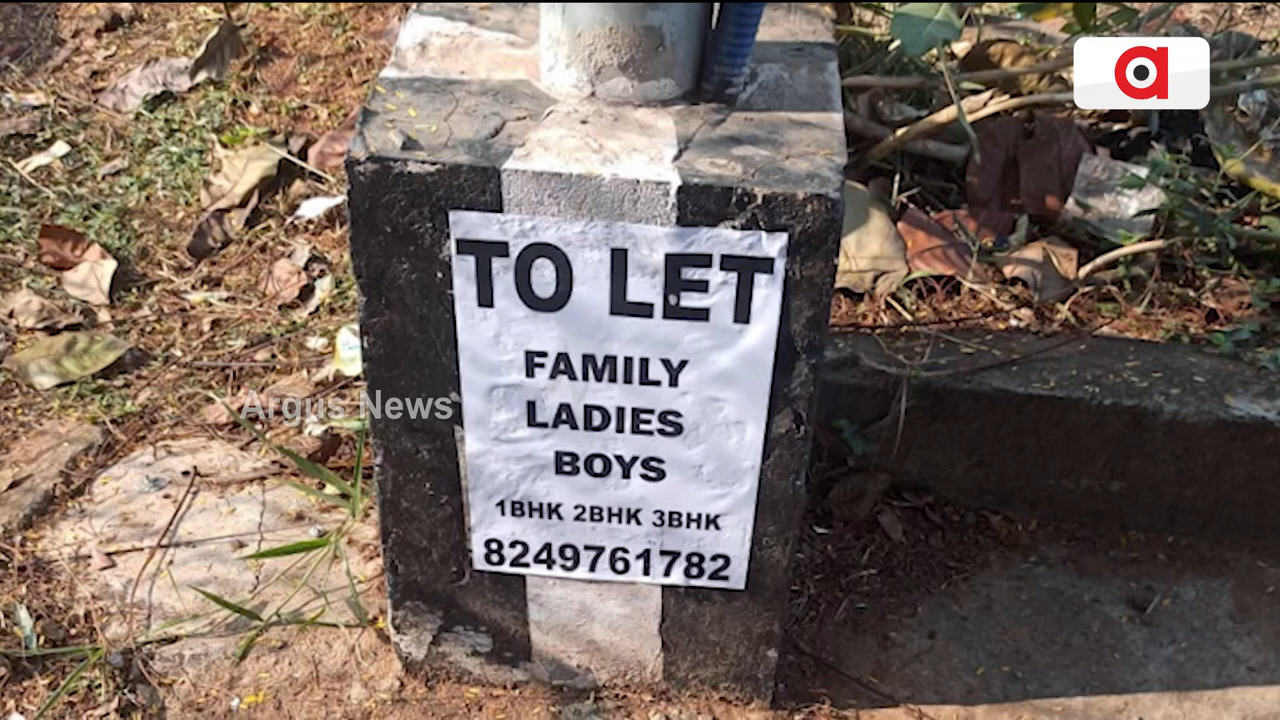 TO LET
FAMILY
LADIES
BOYS
1BHK 2BHK 3BHK
8249761782
Argus News
a